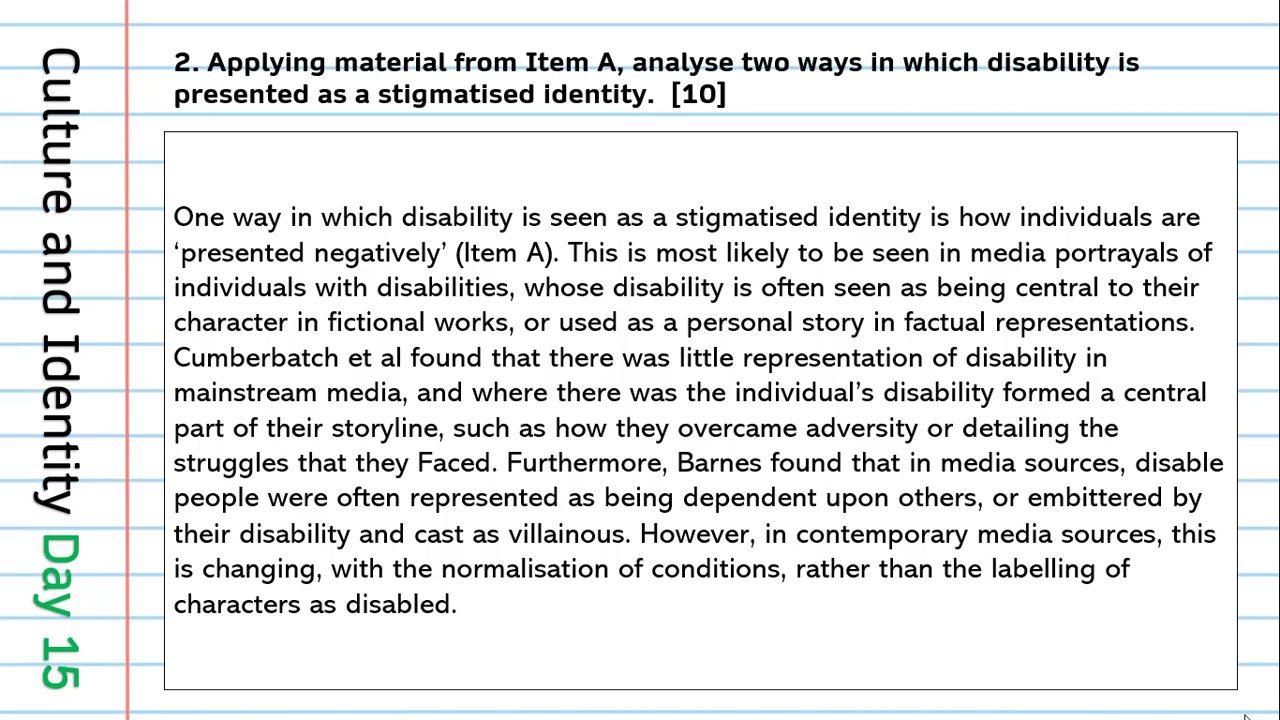 Culture and Identity Day 15
2. Applying material from Item A, analyse two ways in which disability is
presented as a stigmatised identity. [10]
One way in which disability is seen as a stigmatised identity is how individuals are
‘presented negatively’ (Item A). This is most likely to be seen in media portrayals of
individuals with disabilities, whose disability is often seen as being central to their
character in fictional works, or used as a personal story in factual representations.
Cumberbatch et al found that there was little representation of disability in
mainstream media, and where there was the individual’s disability formed a central
part of their storyline, such as how they overcame adversity or detailing the
struggles that they Faced. Furthermore, Barnes found that in media sources, disable
people were often represented as being dependent upon others, or embittered by
their disability and cast as villainous. However, in contemporary media sources, this
is changing, with the normalisation of conditions, rather than the labelling of
characters as disabled.